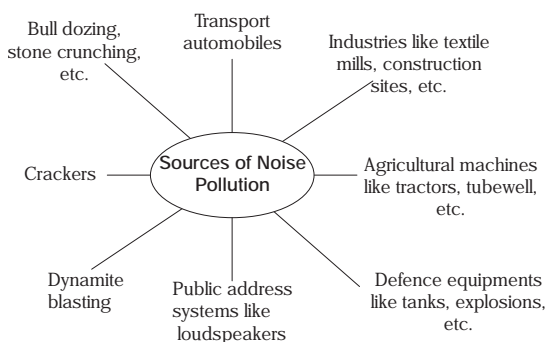 Bull dozing,
stone crunching,
etc.
Transport
automobiles
Industries like textile
mills, construction
sites, etc.
Crackers
Sources of Noise
Pollution
Agricultural machines
like tractors, tubewell,
etc.
Dynamite
blasting
Public address
systems like
loudspeakers
Defence equipments
like tanks, explosions,
etc.